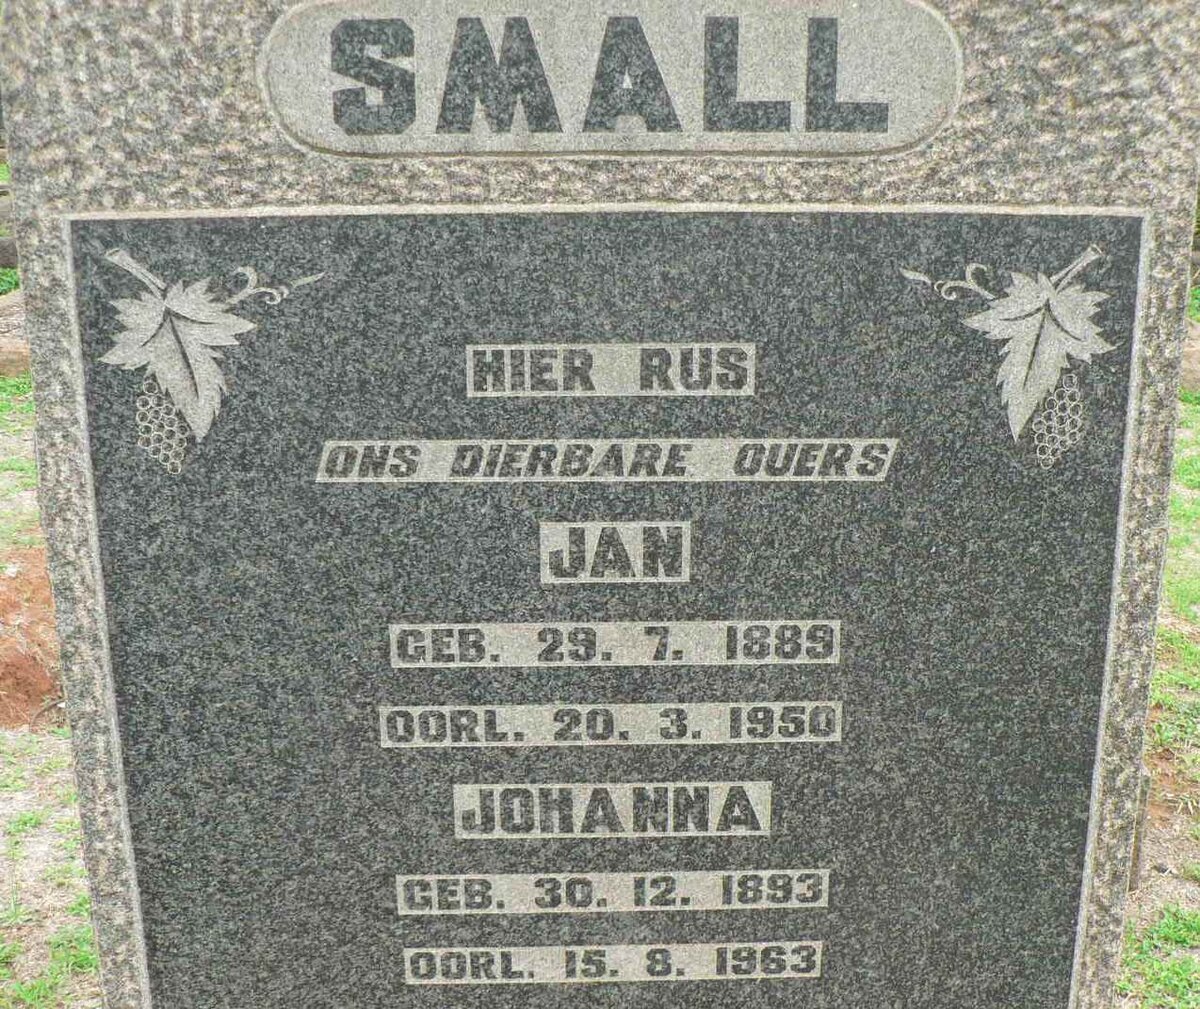 SMALL
HIER RUS
ONS DIERBARE OUERS
JAN
GEB. 29. 7. 1889
OORL. 20. 3. 1950
JOHANNA
GEB. 30. 12. 1893
OORL. 15. 8. 1963